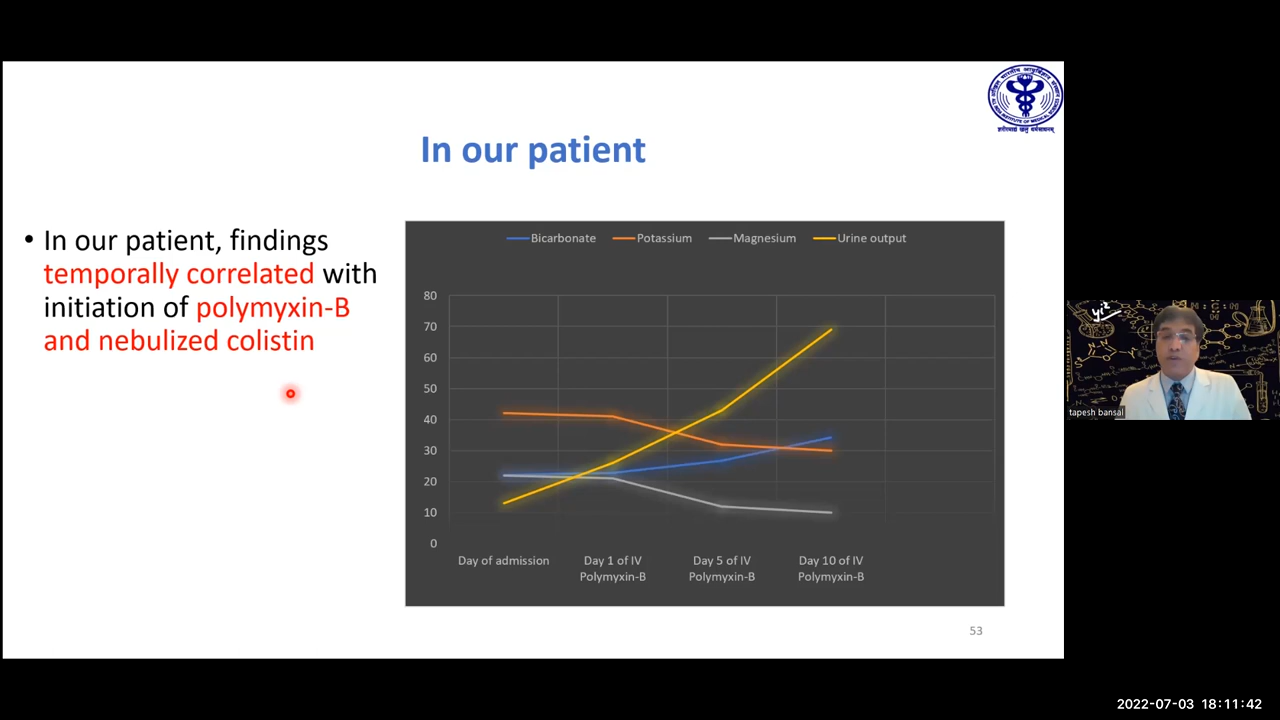 In our patient
• In our patient, findings
temporally correlated with
initiation of polymyxin-B
and nebulized colistin
Bicarbonate Potassium Magnesium Urine output
80
70
60
50
40
30
20
10
0
Day of admission Day 1 of IV Polymyxin-B Day 5 of IV Polymyxin-B Day 10 of IV Polymyxin-B
53
tapesh bansal
2022-07-03 18:11:42